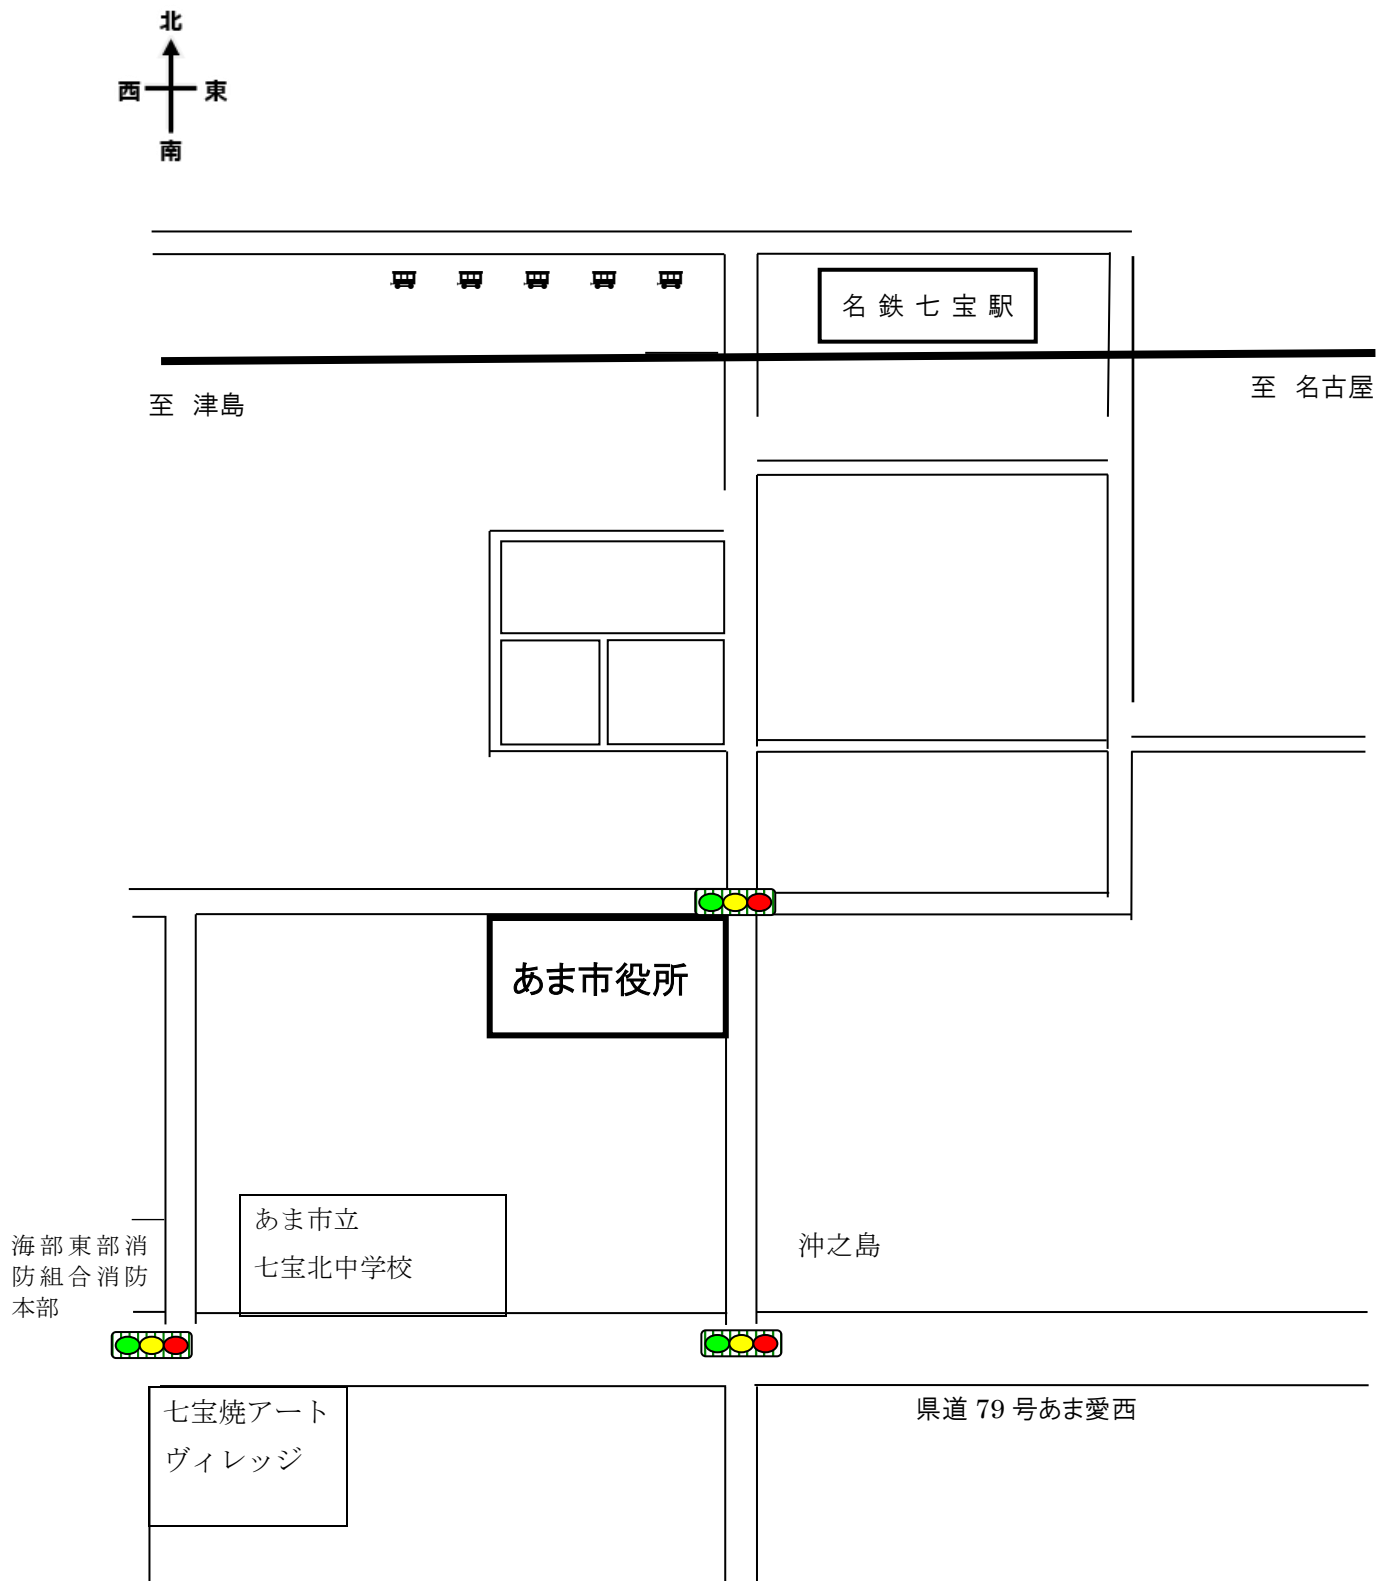 北
西 東
南
名鉄七宝駅
至 津島
至 名古屋
あま市役所
あま市立
七宝北中学校
海部東部消
防組合消防
本部
沖之島
県道 79 号あま愛西
七宝焼アート
ヴィレッジ